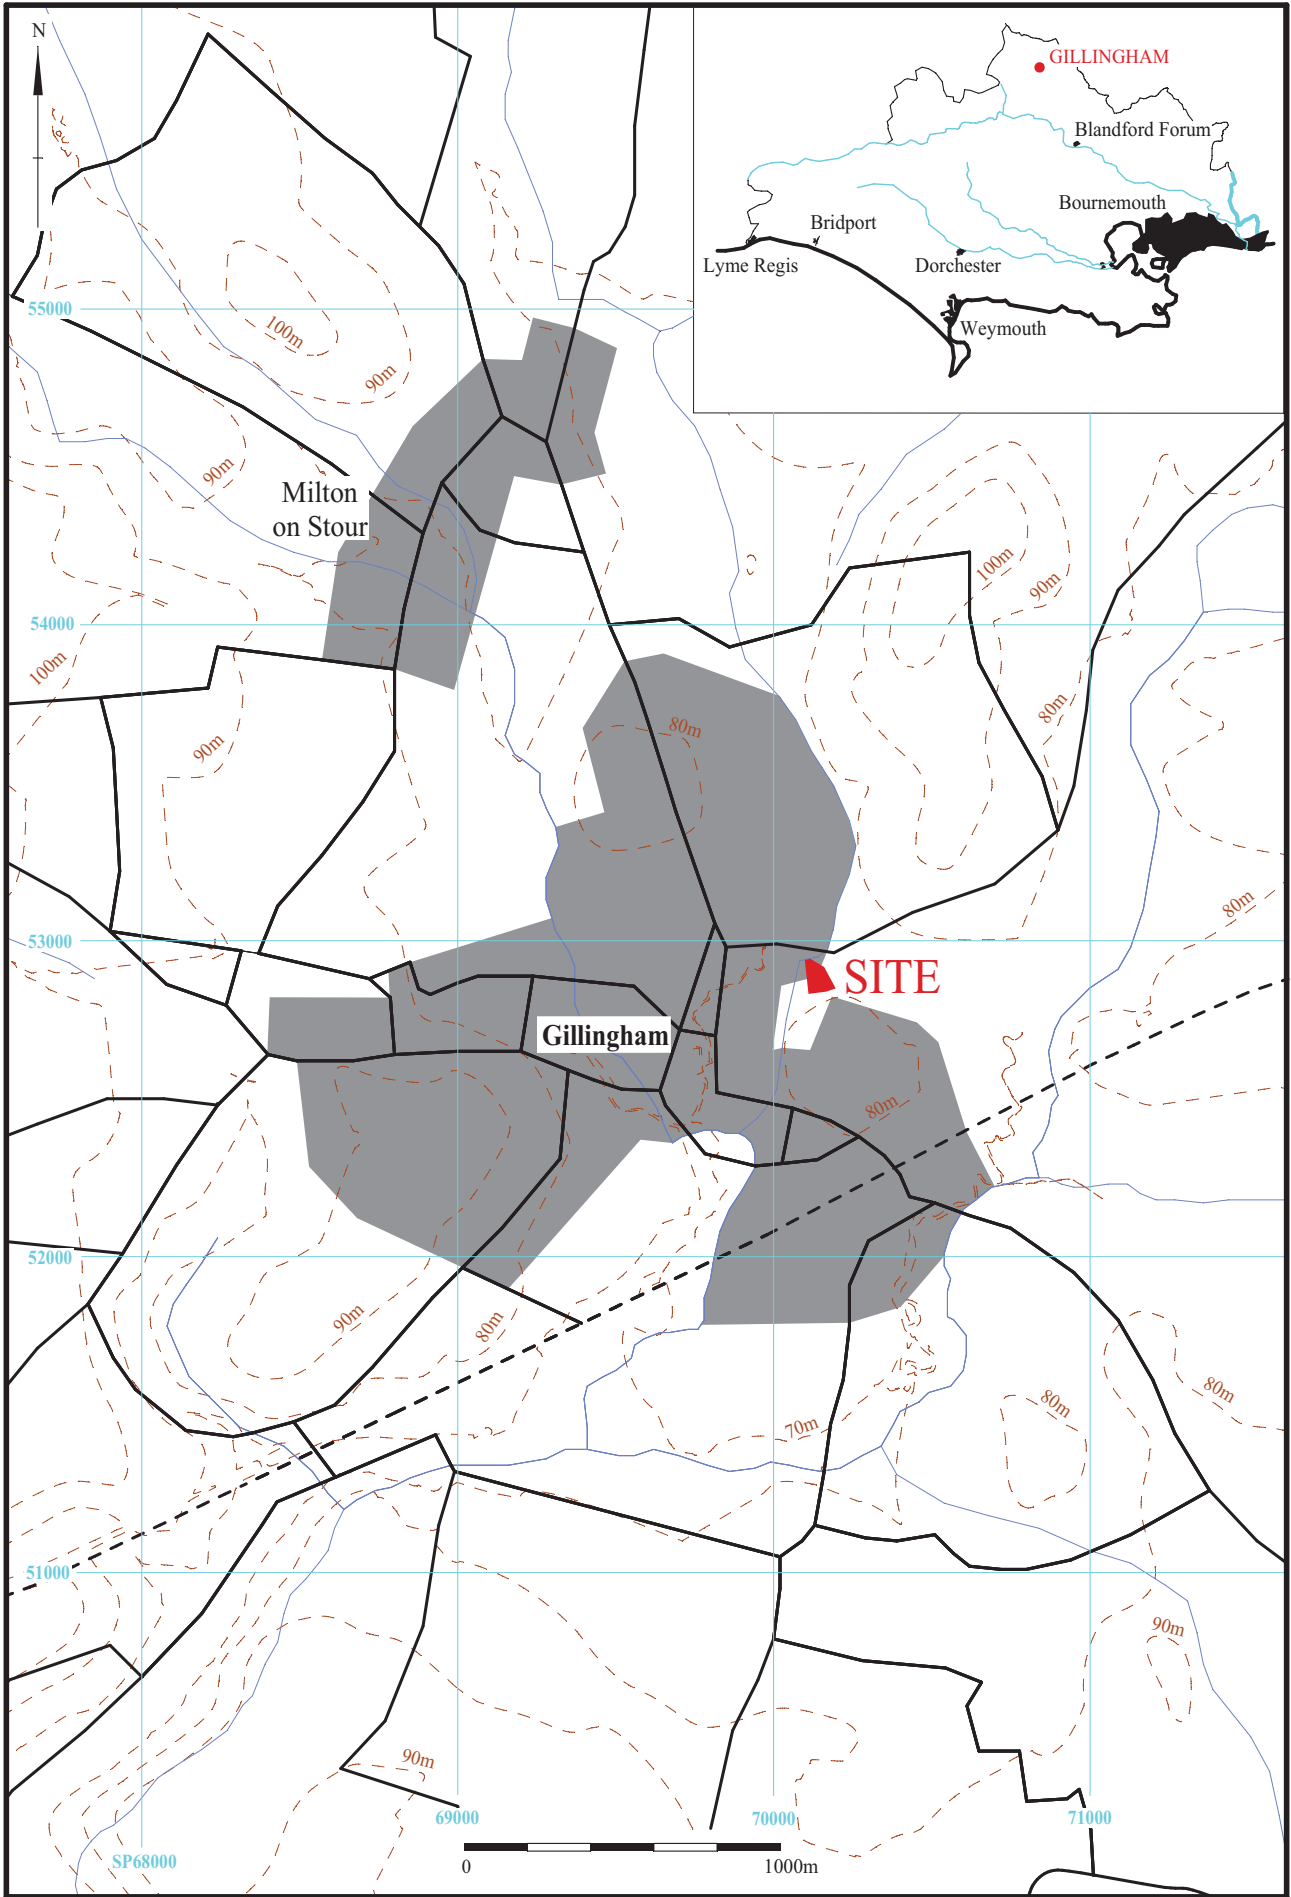 N
GILLINGHAM
Blandford Forum
Bournemouth
Bridport
Lyme Regis
Dorchester
Weymouth
55000
100m
90m
90m
Milton
on Stour
100m
90m
54000
100m
80m
90m
80m
80m
53000
SITE
Gillingham
80m
52000
90m
80m
80m
80m
70m
51000
90m
90m
69000
70000
71000
SP68000
0
1000m